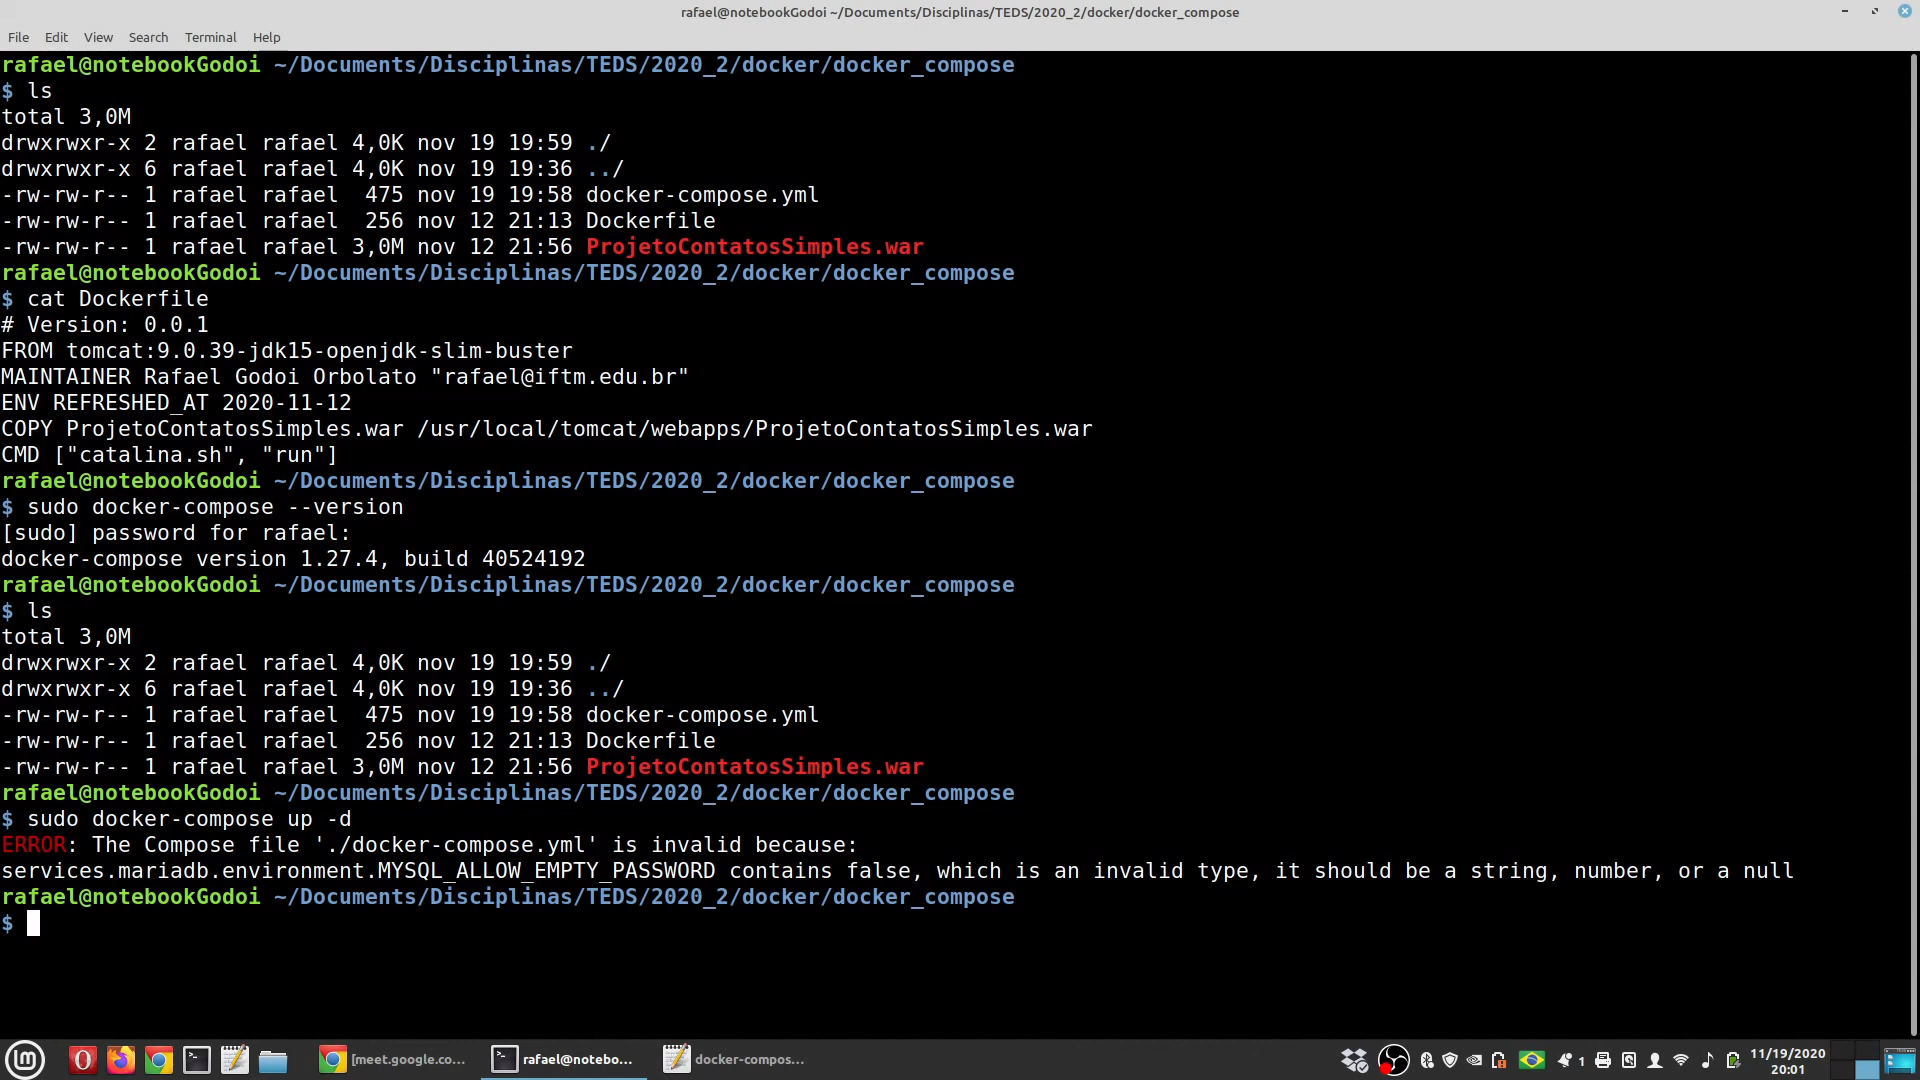 rafael@notebookGodoi ~/Documents/Disciplinas/TEDS/2020_2/docker/docker_compose
File Edit View Search Terminal Help
rafael@notebookGodoi ~/Documents/Disciplinas/TEDS/2020_2/docker/docker_compose
$ ls
total 3,0M
drwxrwxr-x 2 rafael rafael 4,0K nov 19 19:59 ./
drwxrwxr-x 6 rafael rafael 4,0K nov 19 19:36 ../
-rw-rw-r-- 1 rafael rafael  475 nov 19 19:58 docker-compose.yml
-rw-rw-r-- 1 rafael rafael  256 nov 12 21:13 Dockerfile
-rw-rw-r-- 1 rafael rafael 3,0M nov 12 21:56 ProjetoContatosSimples.war
rafael@notebookGodoi ~/Documents/Disciplinas/TEDS/2020_2/docker/docker_compose
$ cat Dockerfile
# Version: 0.0.1
FROM tomcat:9.0.39-jdk15-openjdk-slim-buster
MAINTAINER Rafael Godoi Orbolato "rafael@iftm.edu.br"
ENV REFRESHED_AT 2020-11-12
COPY ProjetoContatosSimples.war /usr/local/tomcat/webapps/ProjetoContatosSimples.war
CMD ["catalina.sh", "run"]
rafael@notebookGodoi ~/Documents/Disciplinas/TEDS/2020_2/docker/docker_compose
$ sudo docker-compose --version
[sudo] password for rafael:
docker-compose version 1.27.4, build 40524192
rafael@notebookGodoi ~/Documents/Disciplinas/TEDS/2020_2/docker/docker_compose
$ ls
total 3,0M
drwxrwxr-x 2 rafael rafael 4,0K nov 19 19:59 ./
drwxrwxr-x 6 rafael rafael 4,0K nov 19 19:36 ../
-rw-rw-r-- 1 rafael rafael  475 nov 19 19:58 docker-compose.yml
-rw-rw-r-- 1 rafael rafael  256 nov 12 21:13 Dockerfile
-rw-rw-r-- 1 rafael rafael 3,0M nov 12 21:56 ProjetoContatosSimples.war
rafael@notebookGodoi ~/Documents/Disciplinas/TEDS/2020_2/docker/docker_compose
$ sudo docker-compose up -d
ERROR: The Compose file './docker-compose.yml' is invalid because:
services.mariadb.environment.MYSQL_ALLOW_EMPTY_PASSWORD contains false, which is an invalid type, it should be a string, number, or a null
rafael@notebookGodoi ~/Documents/Disciplinas/TEDS/2020_2/docker/docker_compose
$
[meet.google.co... rafael@notebo... docker-compos... 1 11/19/2020
20:01